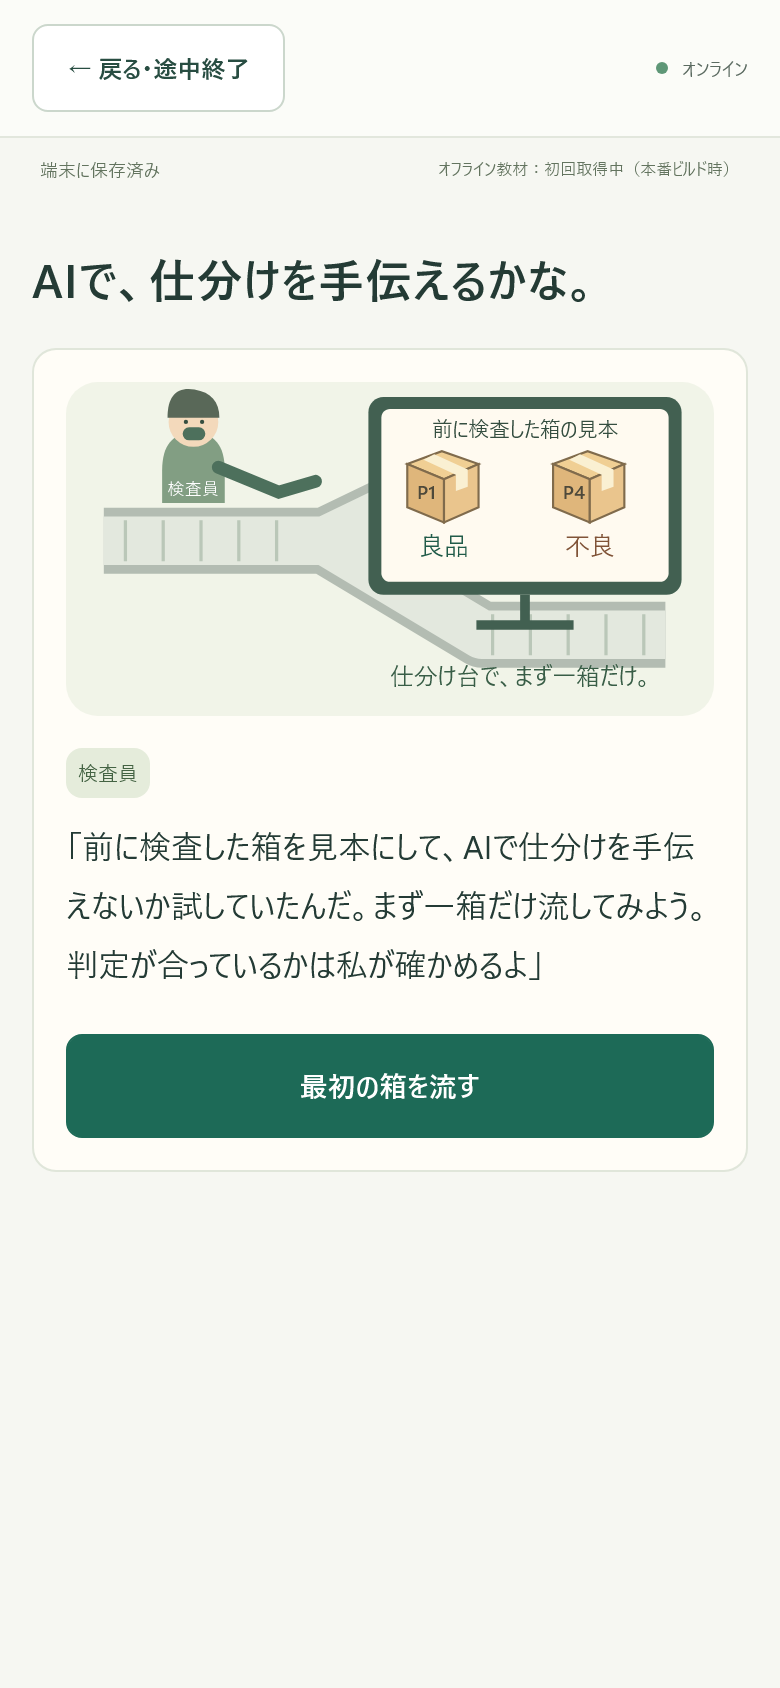 ← 戻る・途中終了
オンライン
端末に保存済み
オフライン教材：初回取得中（本番ビルド時）
AIで、仕分けを手伝えるかな。
検査員
前に検査した箱の見本
P1
P4
良品
不良
仕分け台で、まず一箱だけ。
検査員
「前に検査した箱を見本にして、AIで仕分けを手伝
えないか試していたんだ。まず一箱だけ流してみよう。
判定が合っているかは私が確かめるよ」
最初の箱を流す